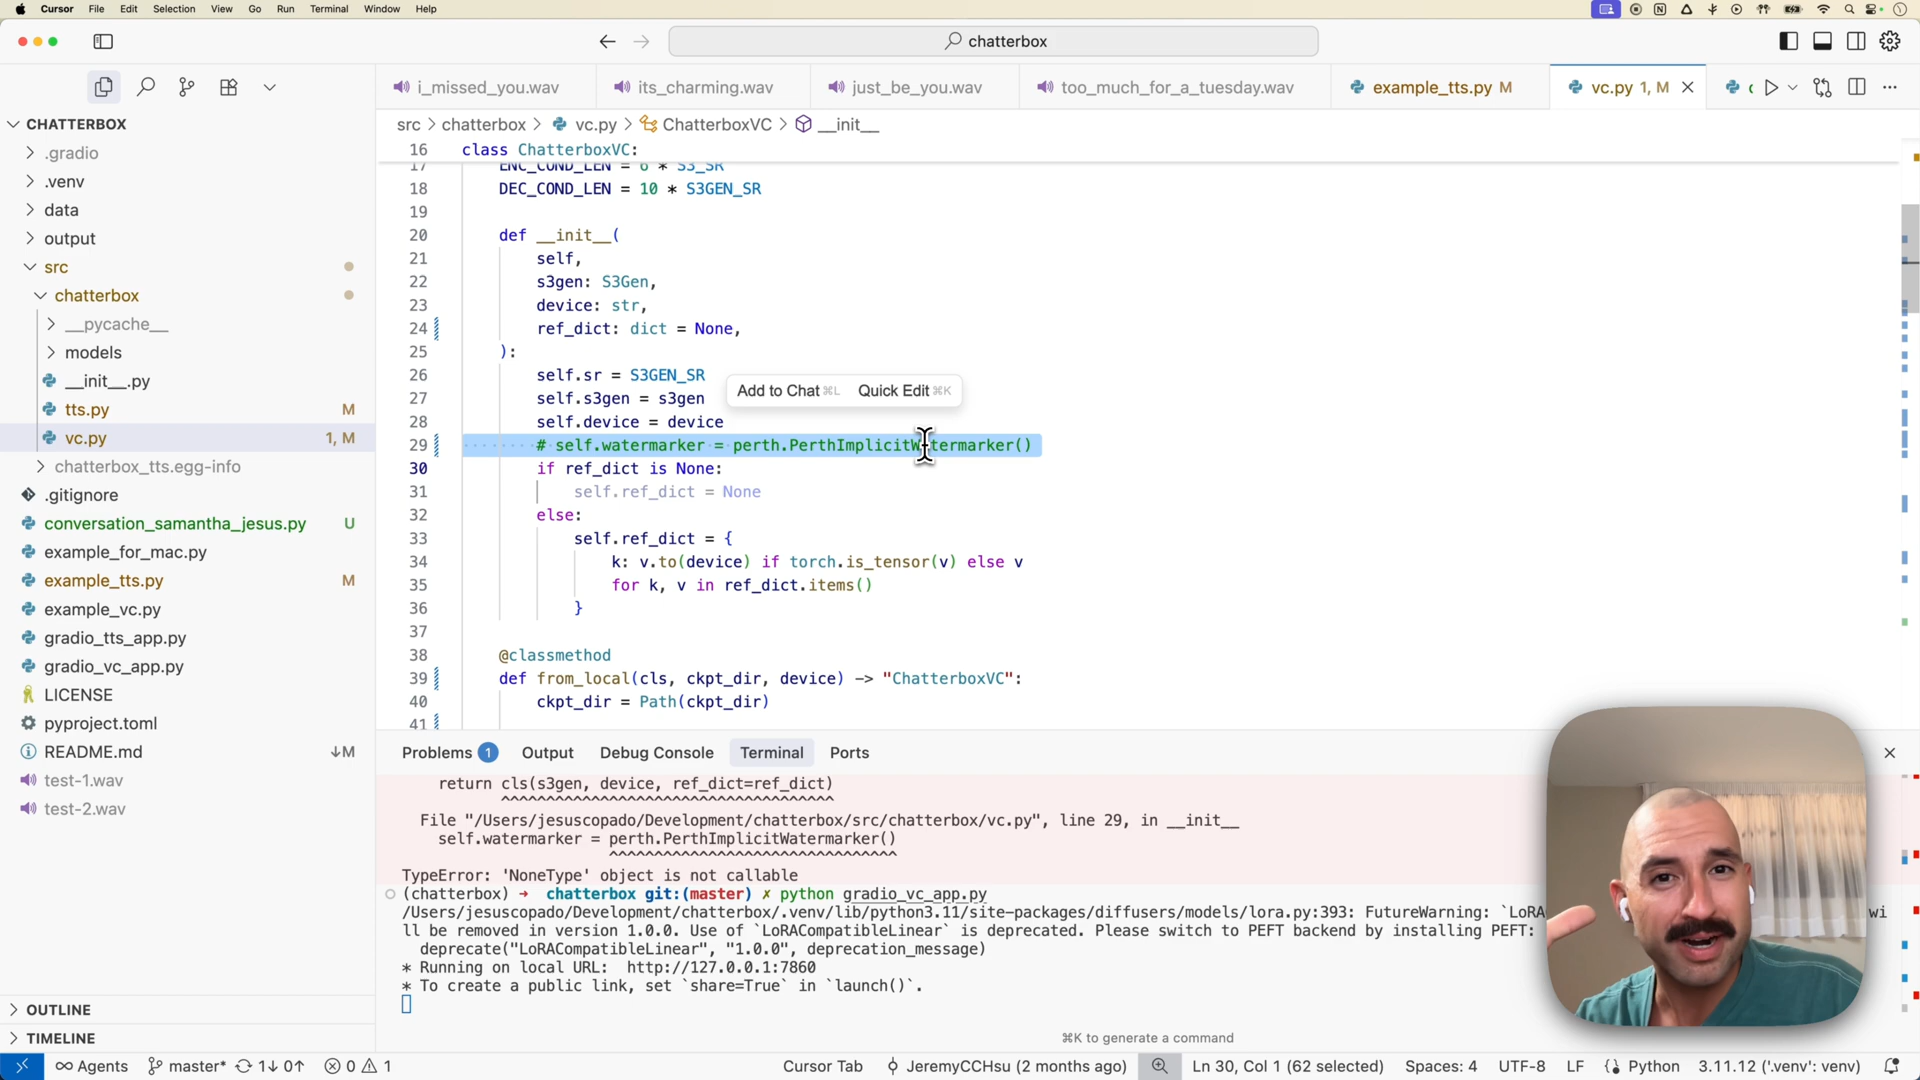 Cursor File Edit Selection View Go Run Terminal Window Help
chatterbox
i_missed_you.wav its_charming.wav just_be_you.wav too_much_for_a_tuesday.wav example_tts.py M vc.py 1, M
CHATTERBOX
.gradio
.venv
data
output
src
chatterbox
__pycache__
models
__init__.py
tts.py M
vc.py 1, M
chatterbox_tts.egg-info
.gitignore
conversation_samantha_jesus.py U
example_for_mac.py
example_tts.py M
example_vc.py
gradio_tts_app.py
gradio_vc_app.py
LICENSE
pyproject.toml
README.md ↓M
test-1.wav
test-2.wav
OUTLINE
TIMELINE
src > chatterbox > vc.py > ChatterboxVC > __init__
16 class ChatterboxVC:
17 ENC_COND_LEN = 6 * S3_SR
18 DEC_COND_LEN = 10 * S3GEN_SR
19
20 def __init__(
21 self,
22 s3gen: S3Gen,
23 device: str,
24 ref_dict: dict = None,
25 ):
26 self.sr = S3GEN_SR
27 self.s3gen = s3gen
28 self.device = device
29 # self.watermarker = perth.PerthImplicitWatermarker()
30 if ref_dict is None:
31 self.ref_dict = None
32 else:
33 self.ref_dict = {
34 k: v.to(device) if torch.is_tensor(v) else v
35 for k, v in ref_dict.items()
36 }
37
38 @classmethod
39 def from_local(cls, ckpt_dir, device) -> "ChatterboxVC":
40 ckpt_dir = Path(ckpt_dir)
41
Add to Chat ⌘L Quick Edit ⌘K
Problems 1 Output Debug Console Terminal Ports
return cls(s3gen, device, ref_dict=ref_dict)
^^^^^^^^^^^^^^^^^^^^^^^^^^^^^^^^^^^^
File "/Users/jesuscopado/Development/chatterbox/src/chatterbox/vc.py", line 29, in __init__
self.watermarker = perth.PerthImplicitWatermarker()
^^^^^^^^^^^^^^^^^^^^^^^^^^^^^^^^
TypeError: 'NoneType' object is not callable
(chatterbox) → chatterbox git:(master) ✗ python gradio_vc_app.py
/Users/jesuscopado/Development/chatterbox/.venv/lib/python3.11/site-packages/diffusers/models/lora.py:393: FutureWarning: `LoRA wi
ll be removed in version 1.0.0. Use of `LoRACompatibleLinear` is deprecated. Please switch to PEFT backend by installing PEFT:
deprecate("LoRACompatibleLinear", "1.0.0", deprecation_message)
* Running on local URL: http://127.0.0.1:7860
* To create a public link, set `share=True` in `launch()`.
⌘K to generate a command
Agents master* 1↓ 0↑ 0 1 Cursor Tab JeremyCCHsu (2 months ago) Ln 30, Col 1 (62 selected) Spaces: 4 UTF-8 LF Python 3.11.12 ('.venv': venv)